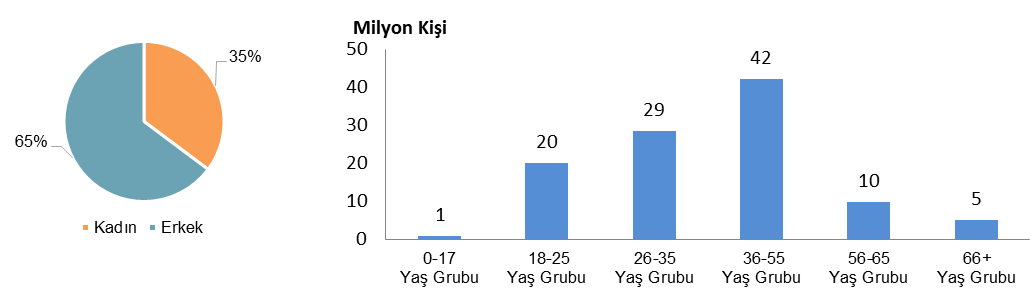 35%
65%
Kadın Erkek
Milyon Kişi
50
40
30
20
10
0
1
20
29
42
10
5
0-17
Yaş Grubu
18-25
Yaş Grubu
26-35
Yaş Grubu
36-55
Yaş Grubu
56-65
Yaş Grubu
66+
Yaş Grubu